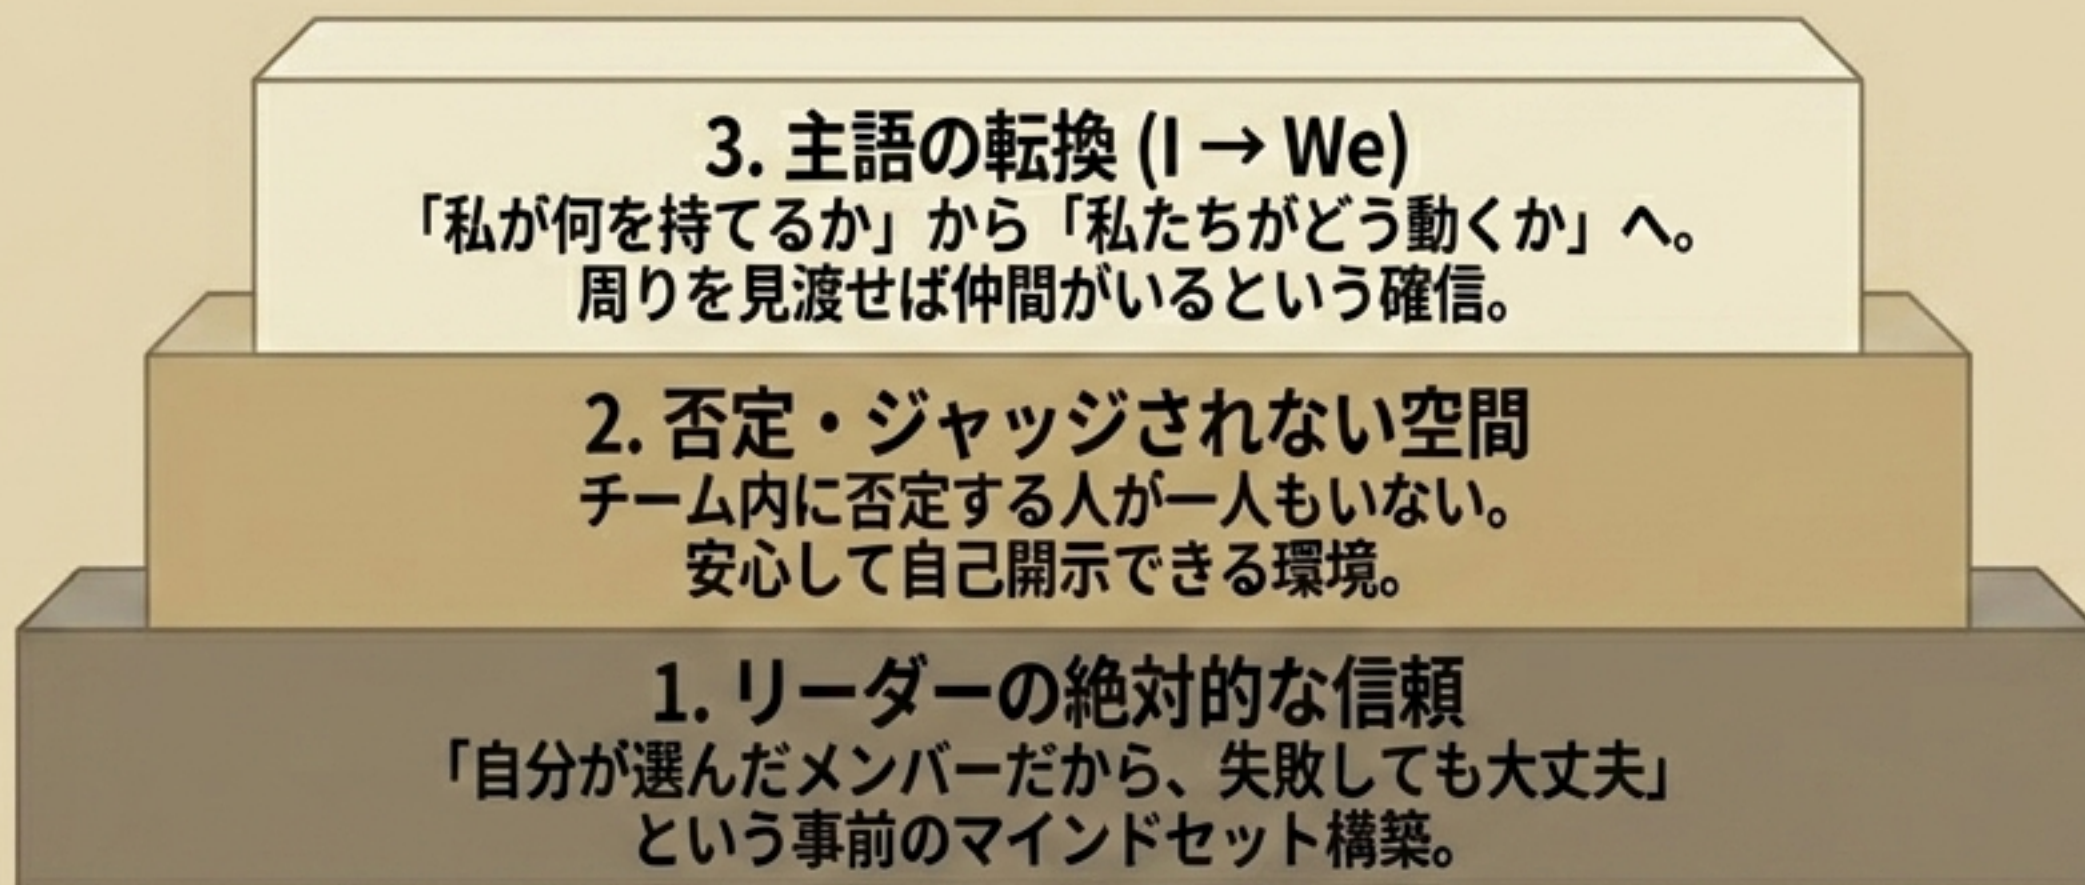 3. 主語の転換 (I → We)
「私が何を持てるか」から「私たちがどう動くか」へ。
周りを見渡せば仲間がいるという確信。
2. 否定・ジャッジされない空間
チーム内に否定する人が一人もいない。
安心して自己開示できる環境。
1. リーダーの絶対的な信頼
「自分が選んだメンバーだから、失敗しても大丈夫」
という事前のマインドセット構築。